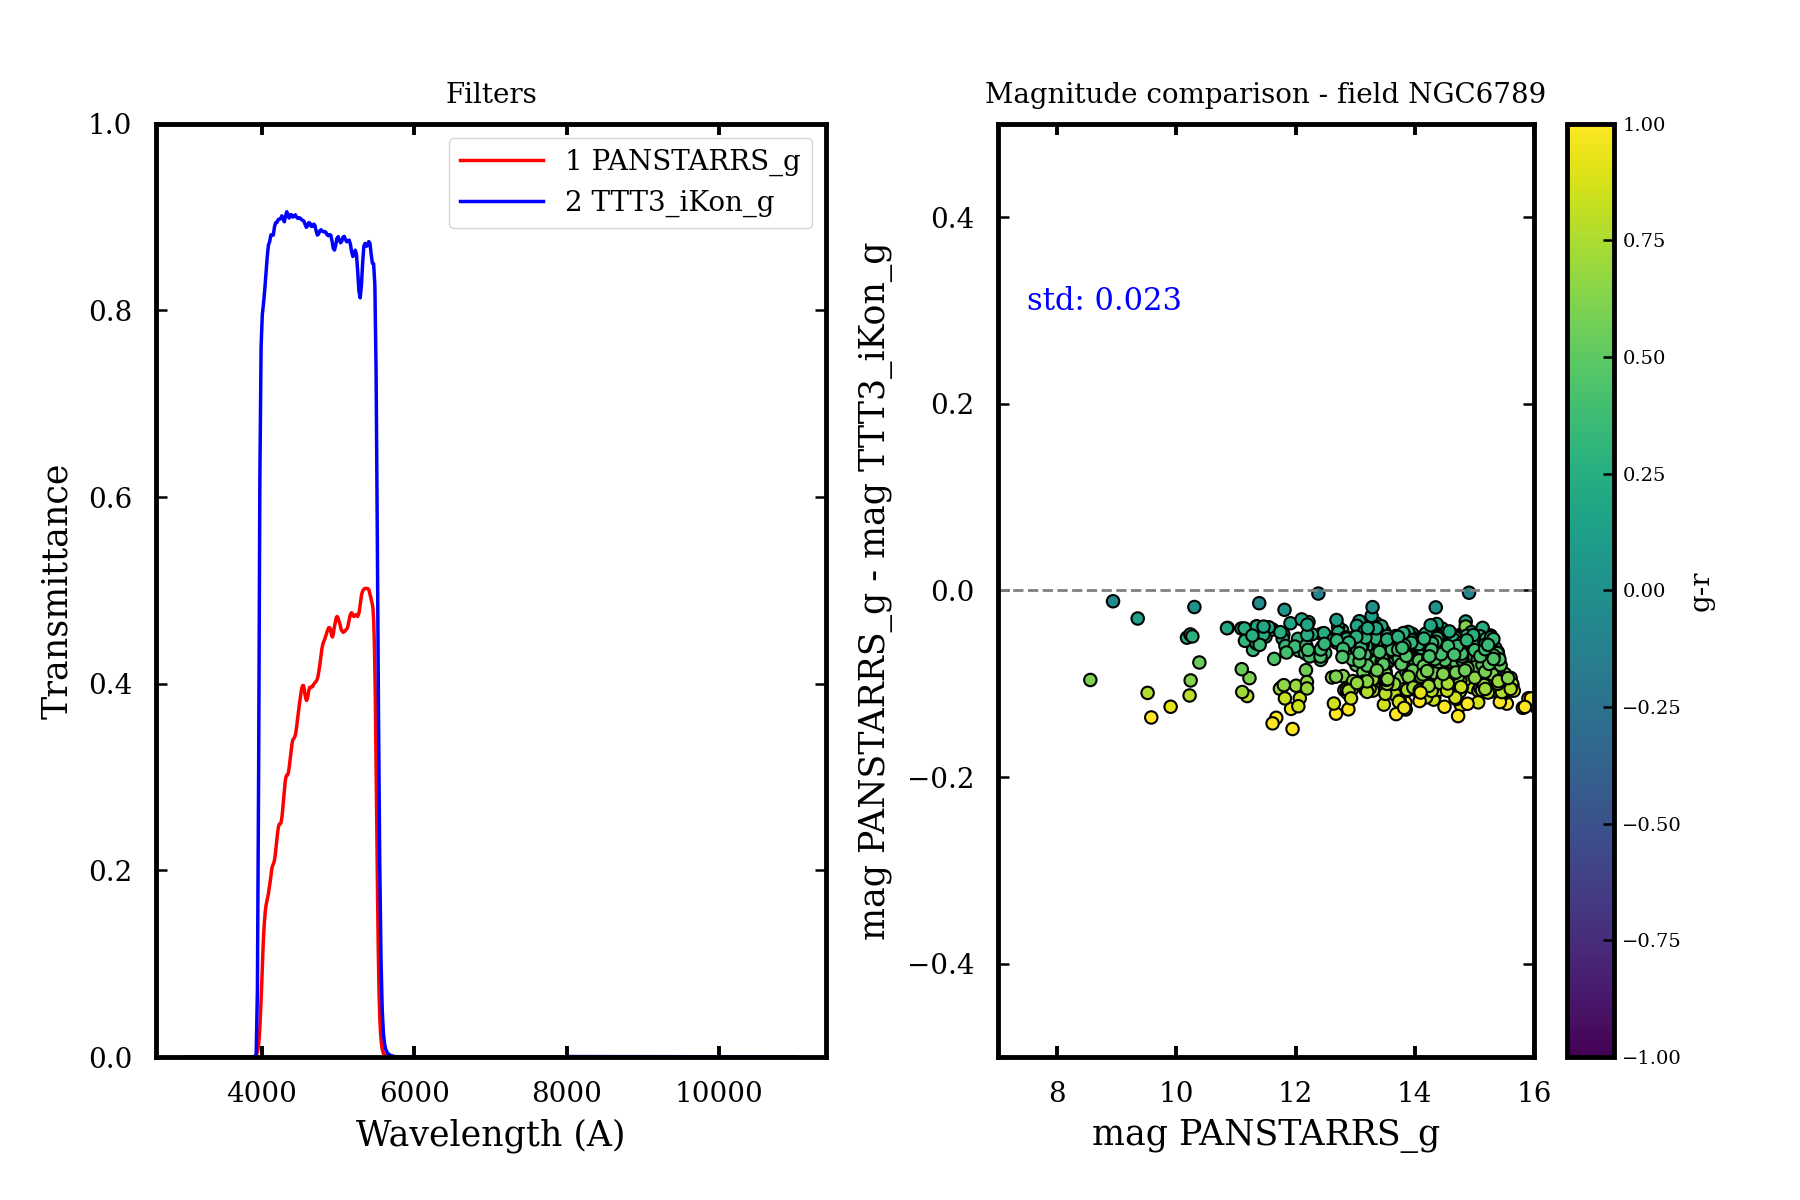 Filters
1.0
0.8
0.6
0.4
0.2
0.0
Transmittance
1 PANSTARRS_g
2 TTT3_iKon_g
4000
6000
8000
10000
Wavelength (A)
Magnitude comparison - field NGC6789
mag PANSTARRS_g - mag TTT3_iKon_g
0.4
0.2
0.0
−0.2
−0.4
std: 0.023
8
10
12
14
16
mag PANSTARRS_g
1.00
0.75
0.50
0.25
0.00
−0.25
−0.50
−0.75
−1.00
g-r